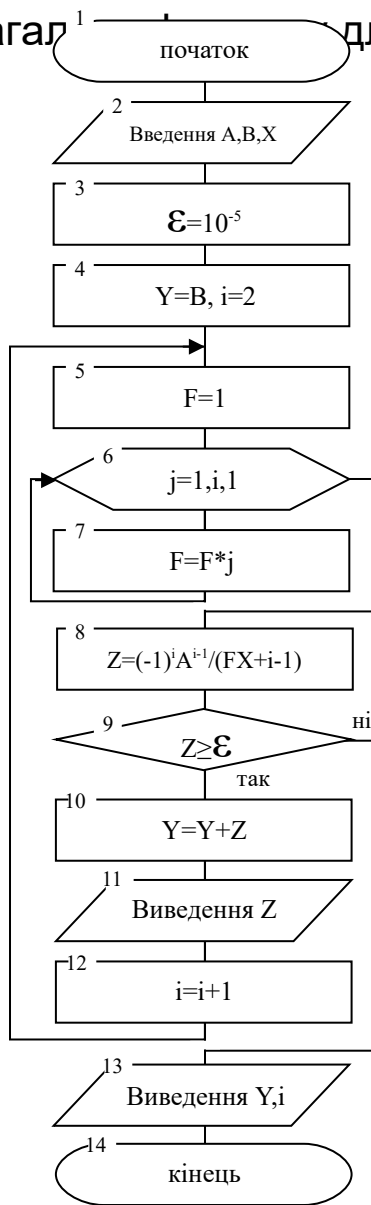 1
початок
2
Введення A,B,X
3
ε=10⁻⁵
4
Y=B, i=2
5
F=1
6
j=1,i,1
7
F=F*j
8
Z=(-1)ⁱAⁱ⁻¹/(FX+i-1)
9
Z≥ε
ні
так
10
Y=Y+Z
11
Виведення Z
12
i=i+1
13
Виведення Y,i
14
кінець